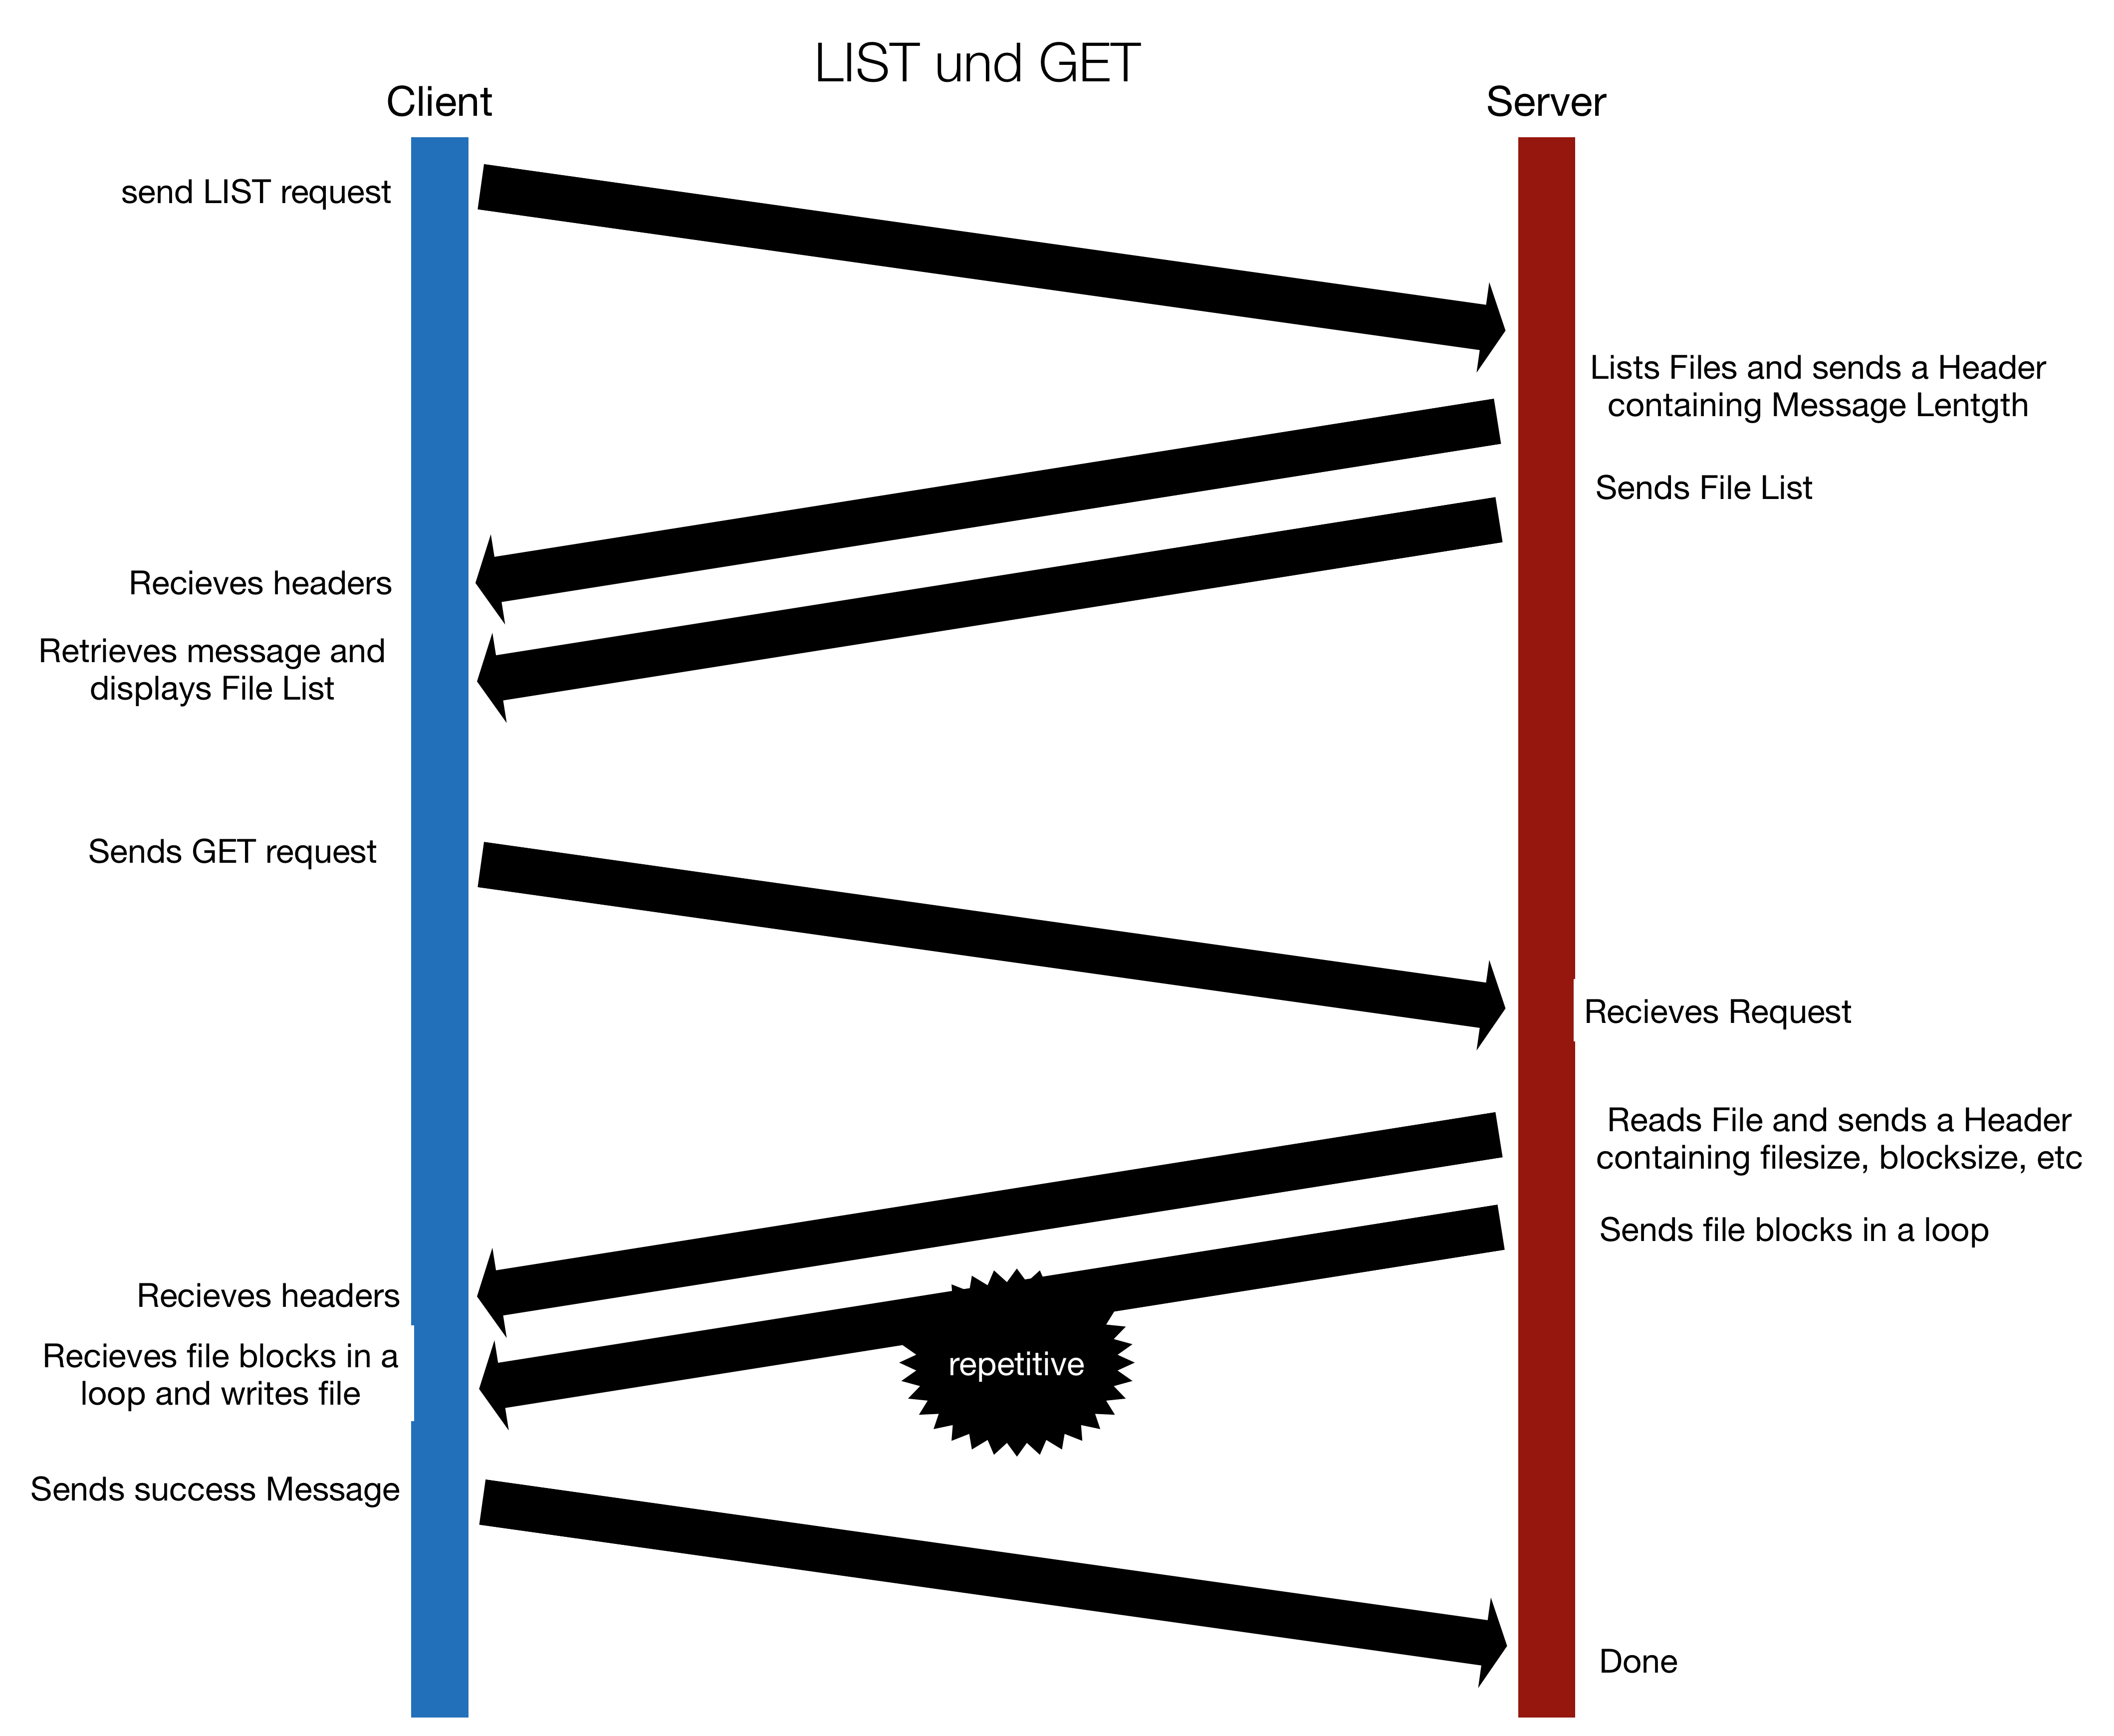 LIST und GET
Client
Server
send LIST request
Lists Files and sends a Header
containing Message Lentgth
Sends File List
Recieves headers
Retrieves message and
displays File List
Sends GET request
Recieves Request
Reads File and sends a Header
containing filesize, blocksize, etc
Sends file blocks in a loop
Recieves headers
Recieves file blocks in a
loop and writes file
repetitive
Sends success Message
Done